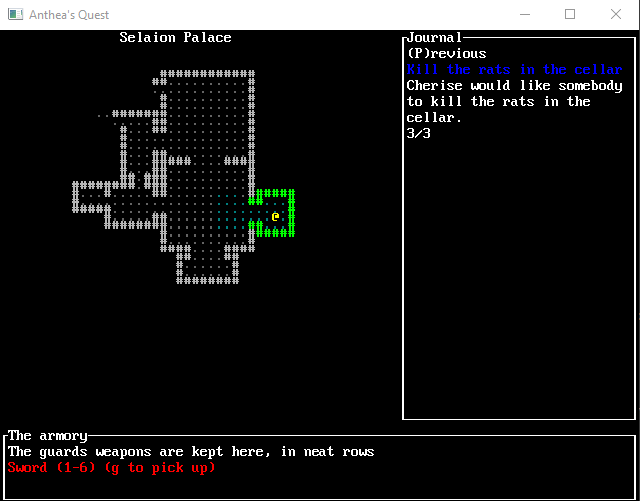 Anthea's Quest
Selaion Palace
Journal
(P)revious
Kill the rats in the cellar
Cherise would like somebody
to kill the rats in the
cellar.
3/3
@
The armory
The guards weapons are kept here, in neat rows
Sword (1-6) (g to pick up)